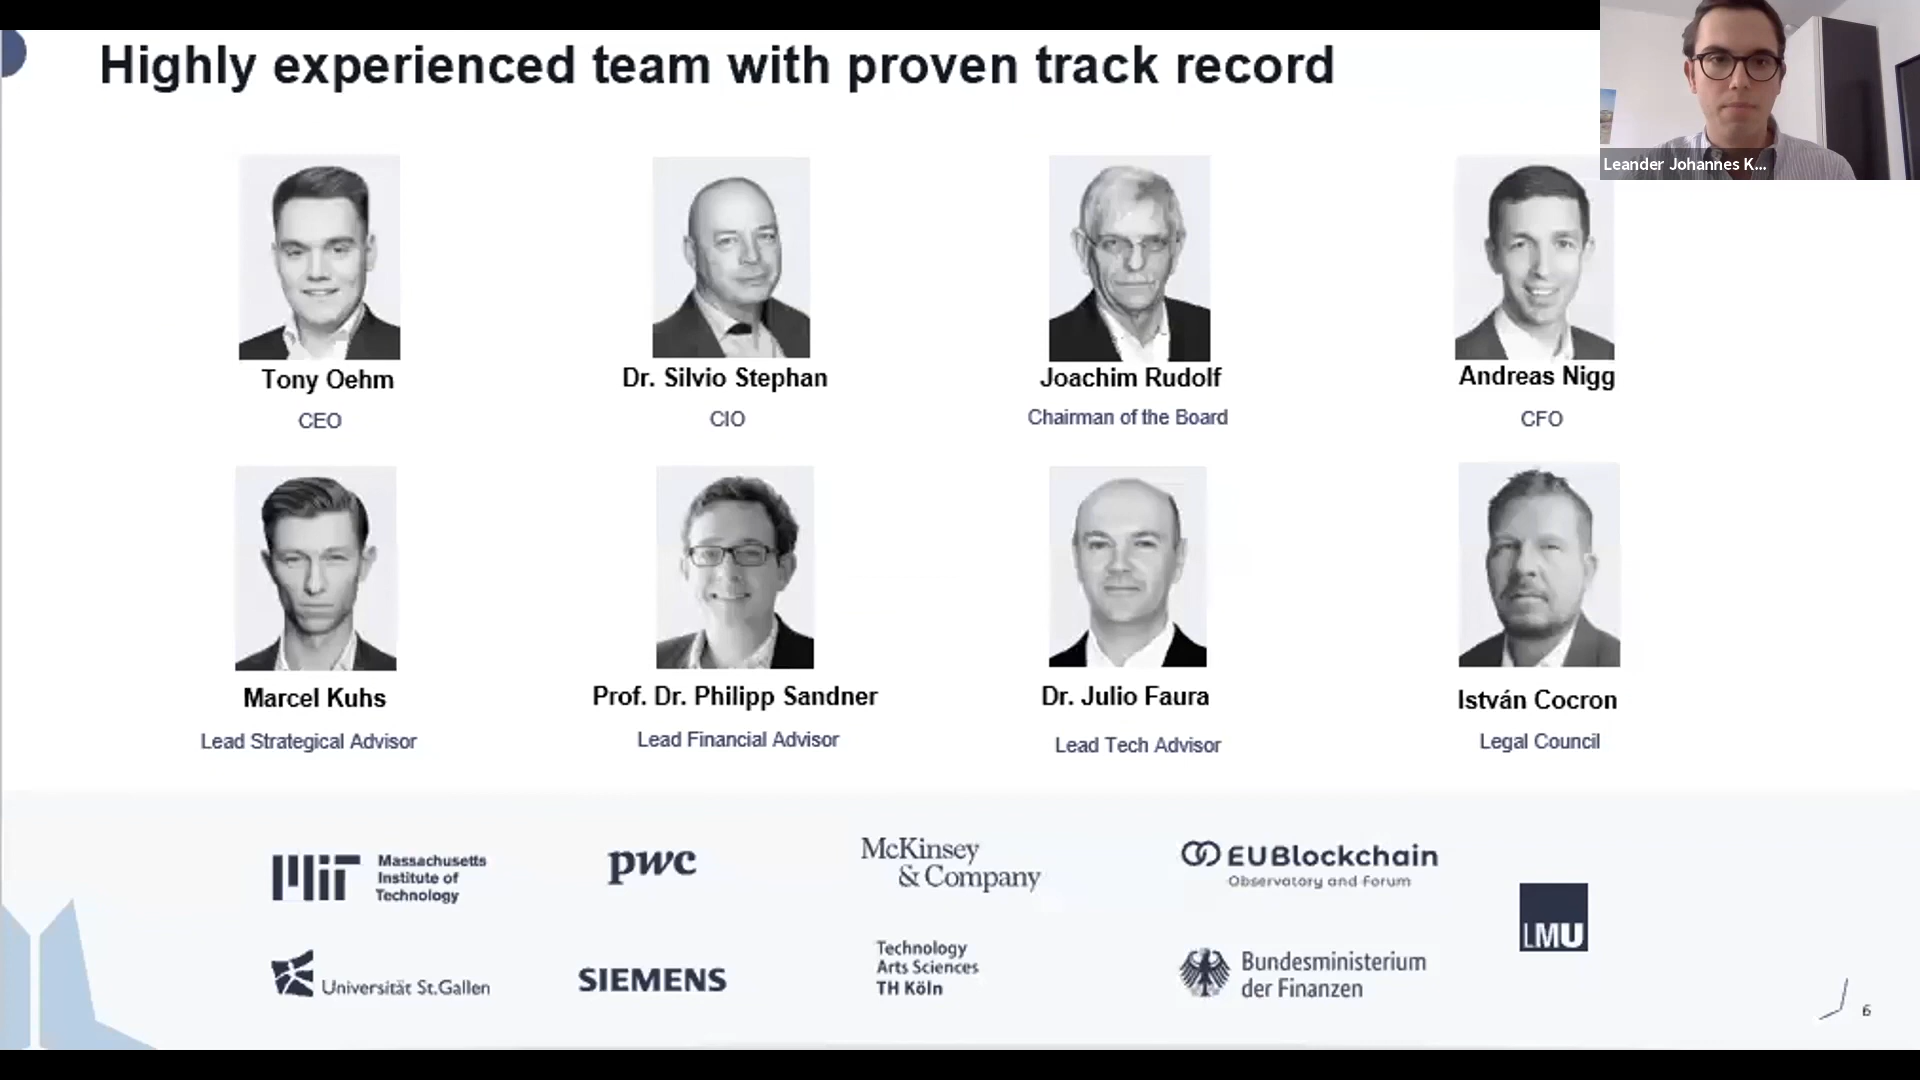 Highly experienced team with proven track record
Leander Johannes K...
Tony Oehm
CEO
Dr. Silvio Stephan
CIO
Joachim Rudolf
Chairman of the Board
Andreas Nigg
CFO
Marcel Kuhs
Lead Strategical Advisor
Prof. Dr. Philipp Sandner
Lead Financial Advisor
Dr. Julio Faura
Lead Tech Advisor
István Cocron
Legal Council
MIT
Massachusetts
Institute of
Technology
pwc
McKinsey
& Company
EUBlockchain
Observatory and Forum
LMU
Universität St.Gallen
SIEMENS
Technology
Arts Sciences
TH Köln
Bundesministerium
der Finanzen
6